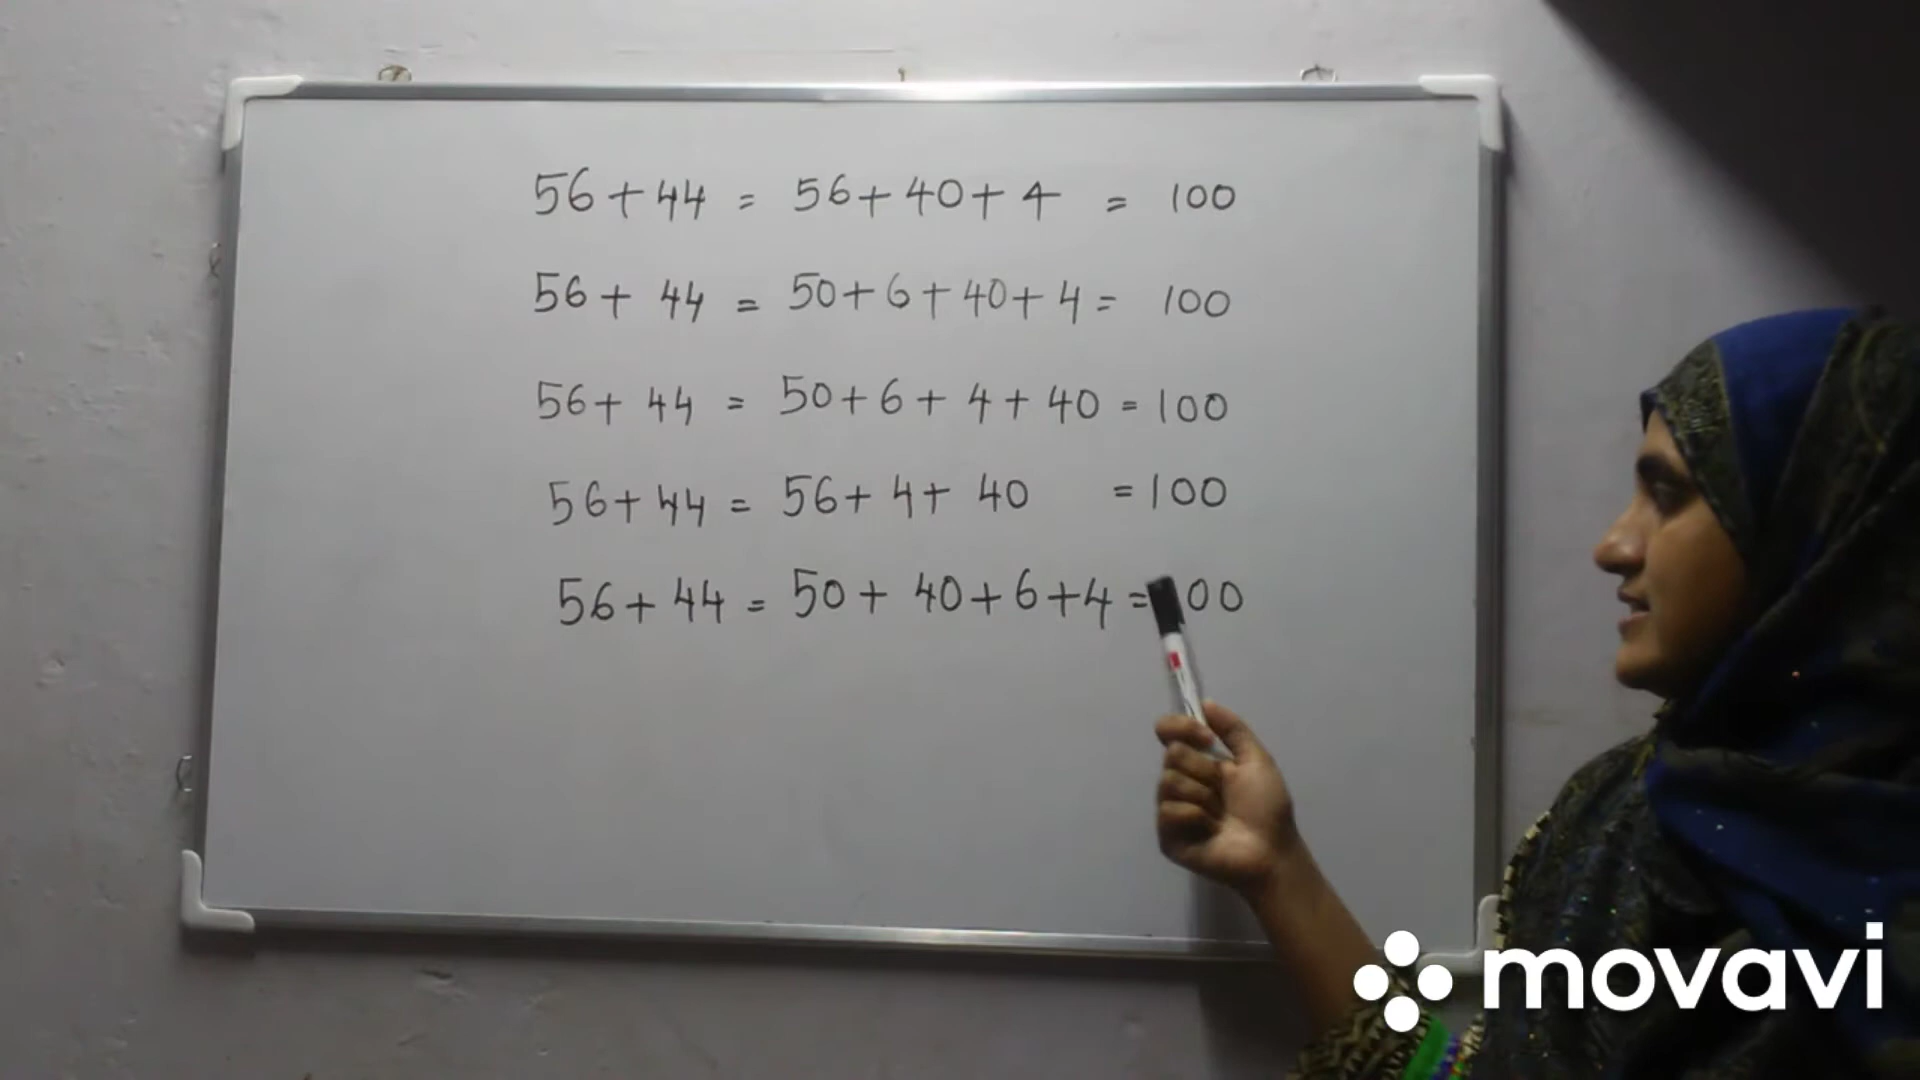 56+44 = 56+40+4 = 100
56+ 44 = 50+6+40+4= 100
56+ 44 = 50+6+ 4+40 =100
56+44 = 56+4+ 40 =100
56+44 = 50+ 40+6+4 = 00
movavi